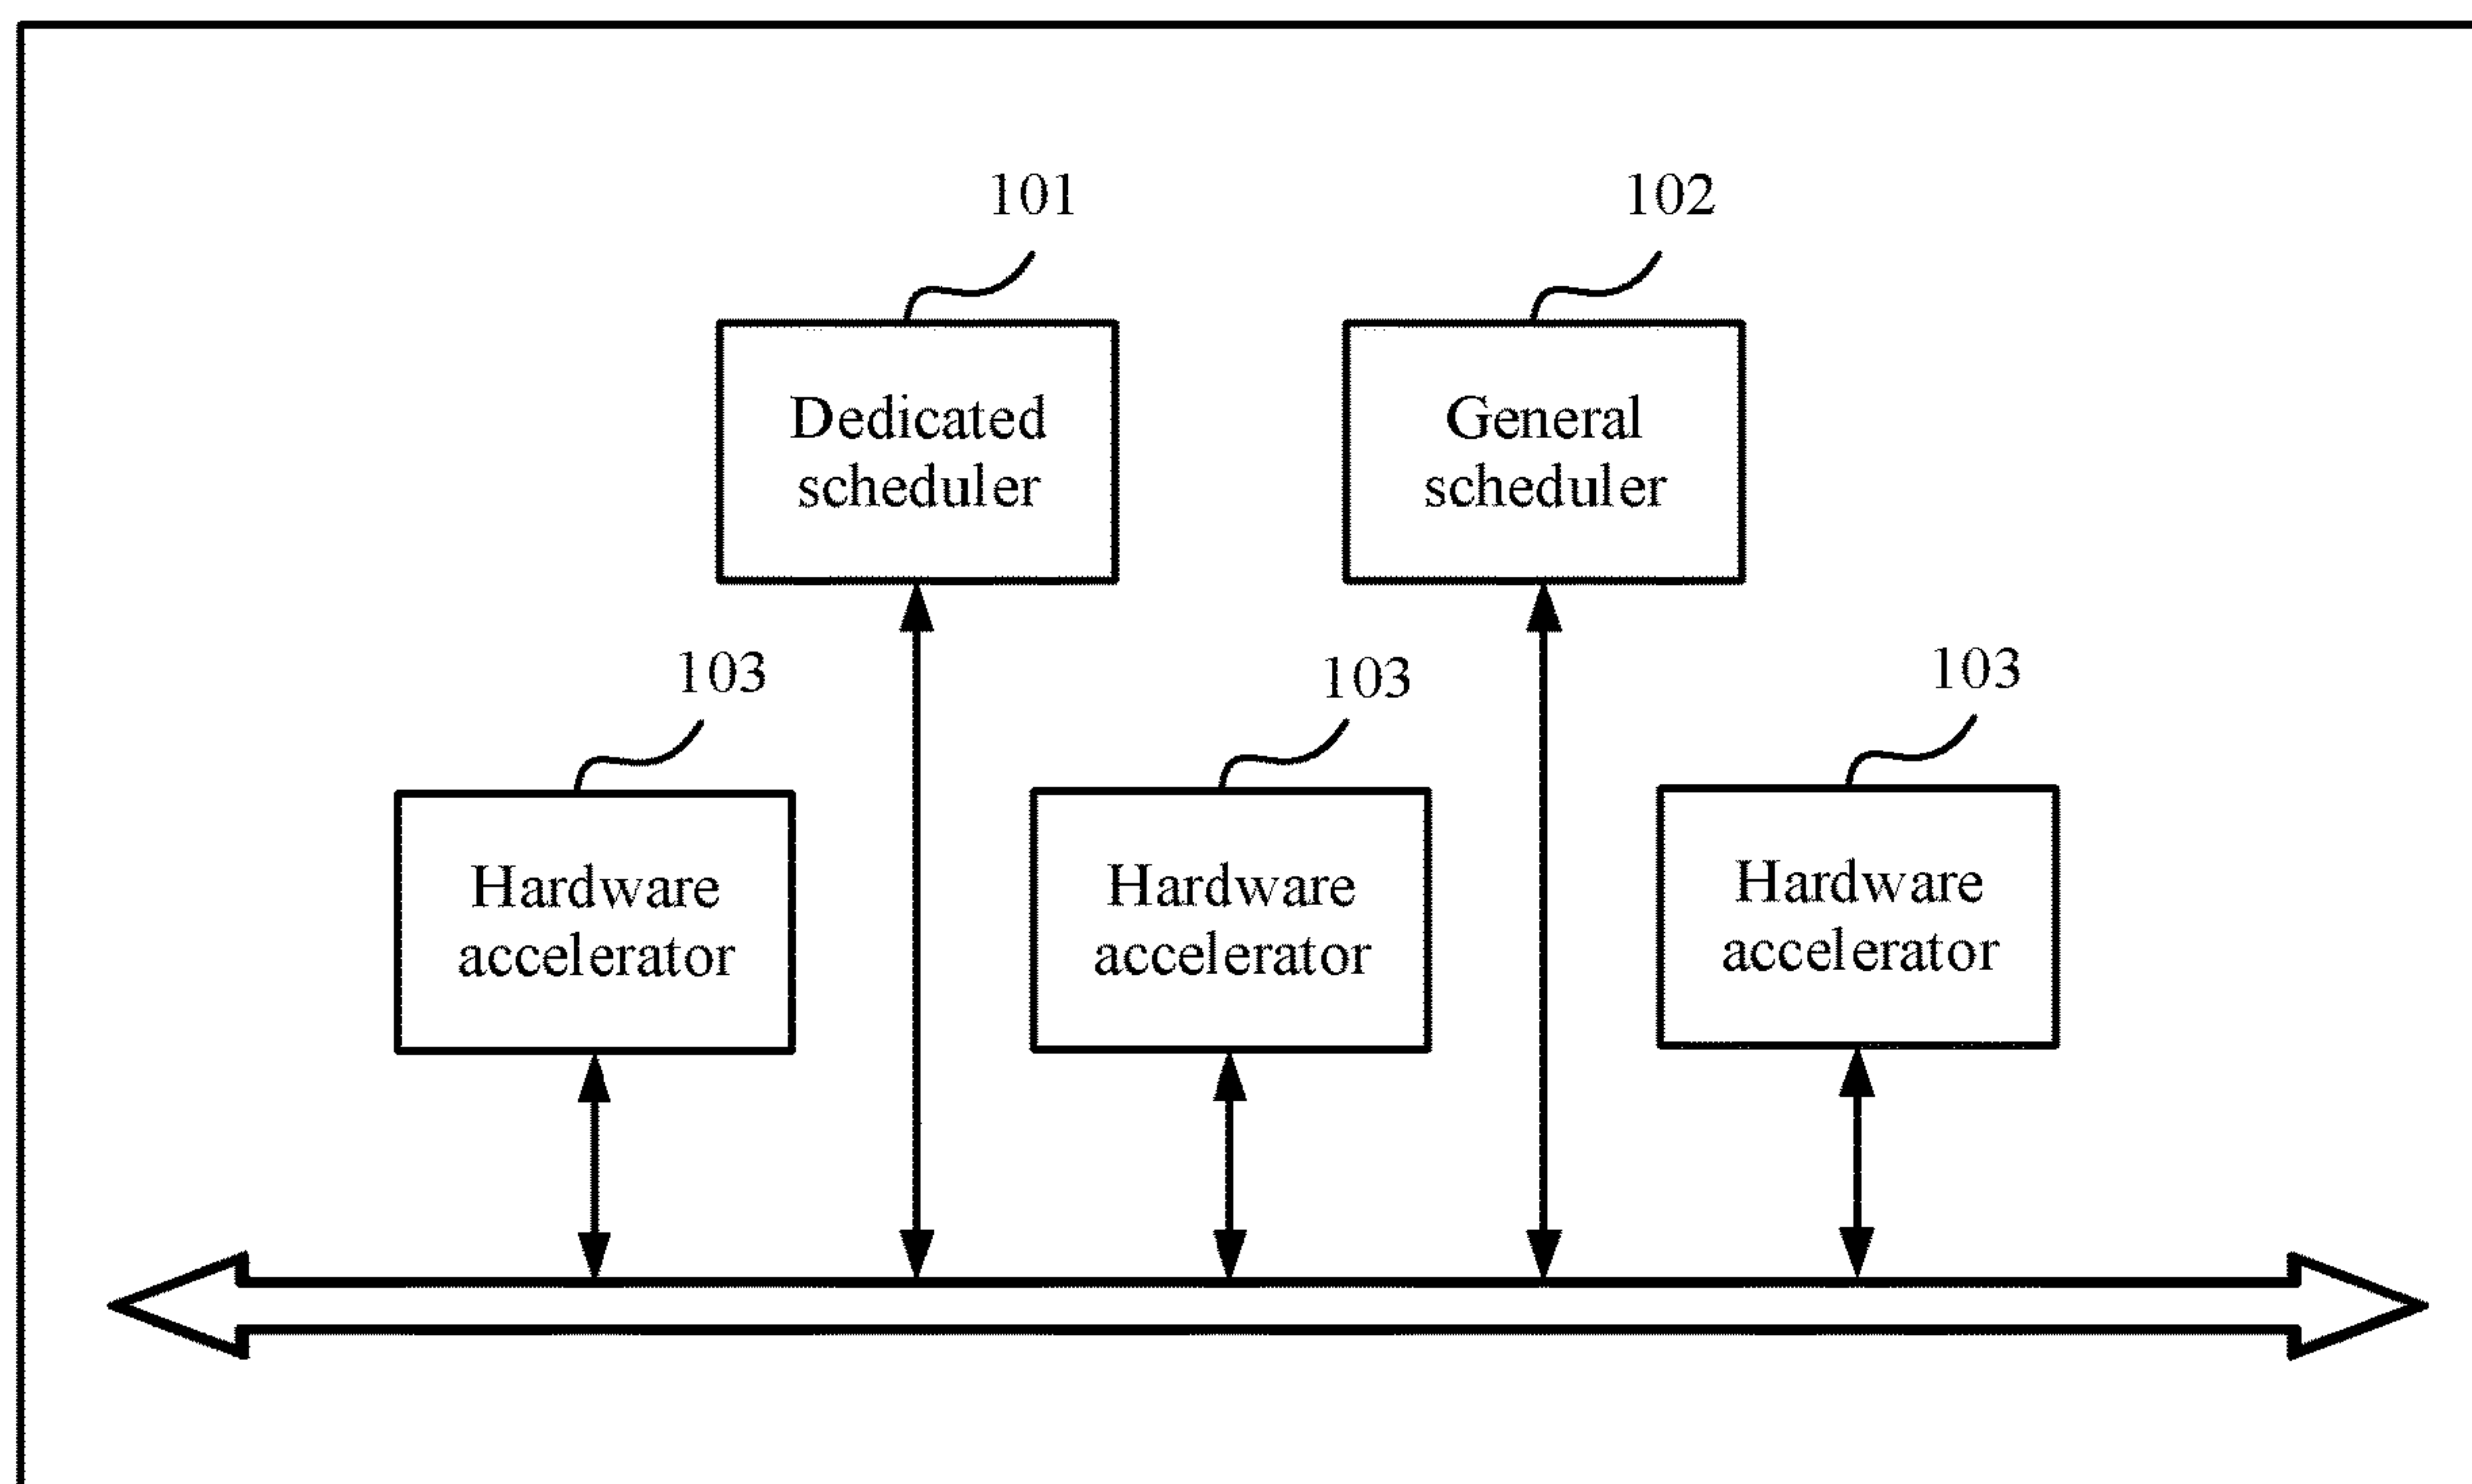 101
102
Dedicated
scheduler
General
scheduler
103
103
103
Hardware
accelerator
Hardware
accelerator
Hardware
accelerator